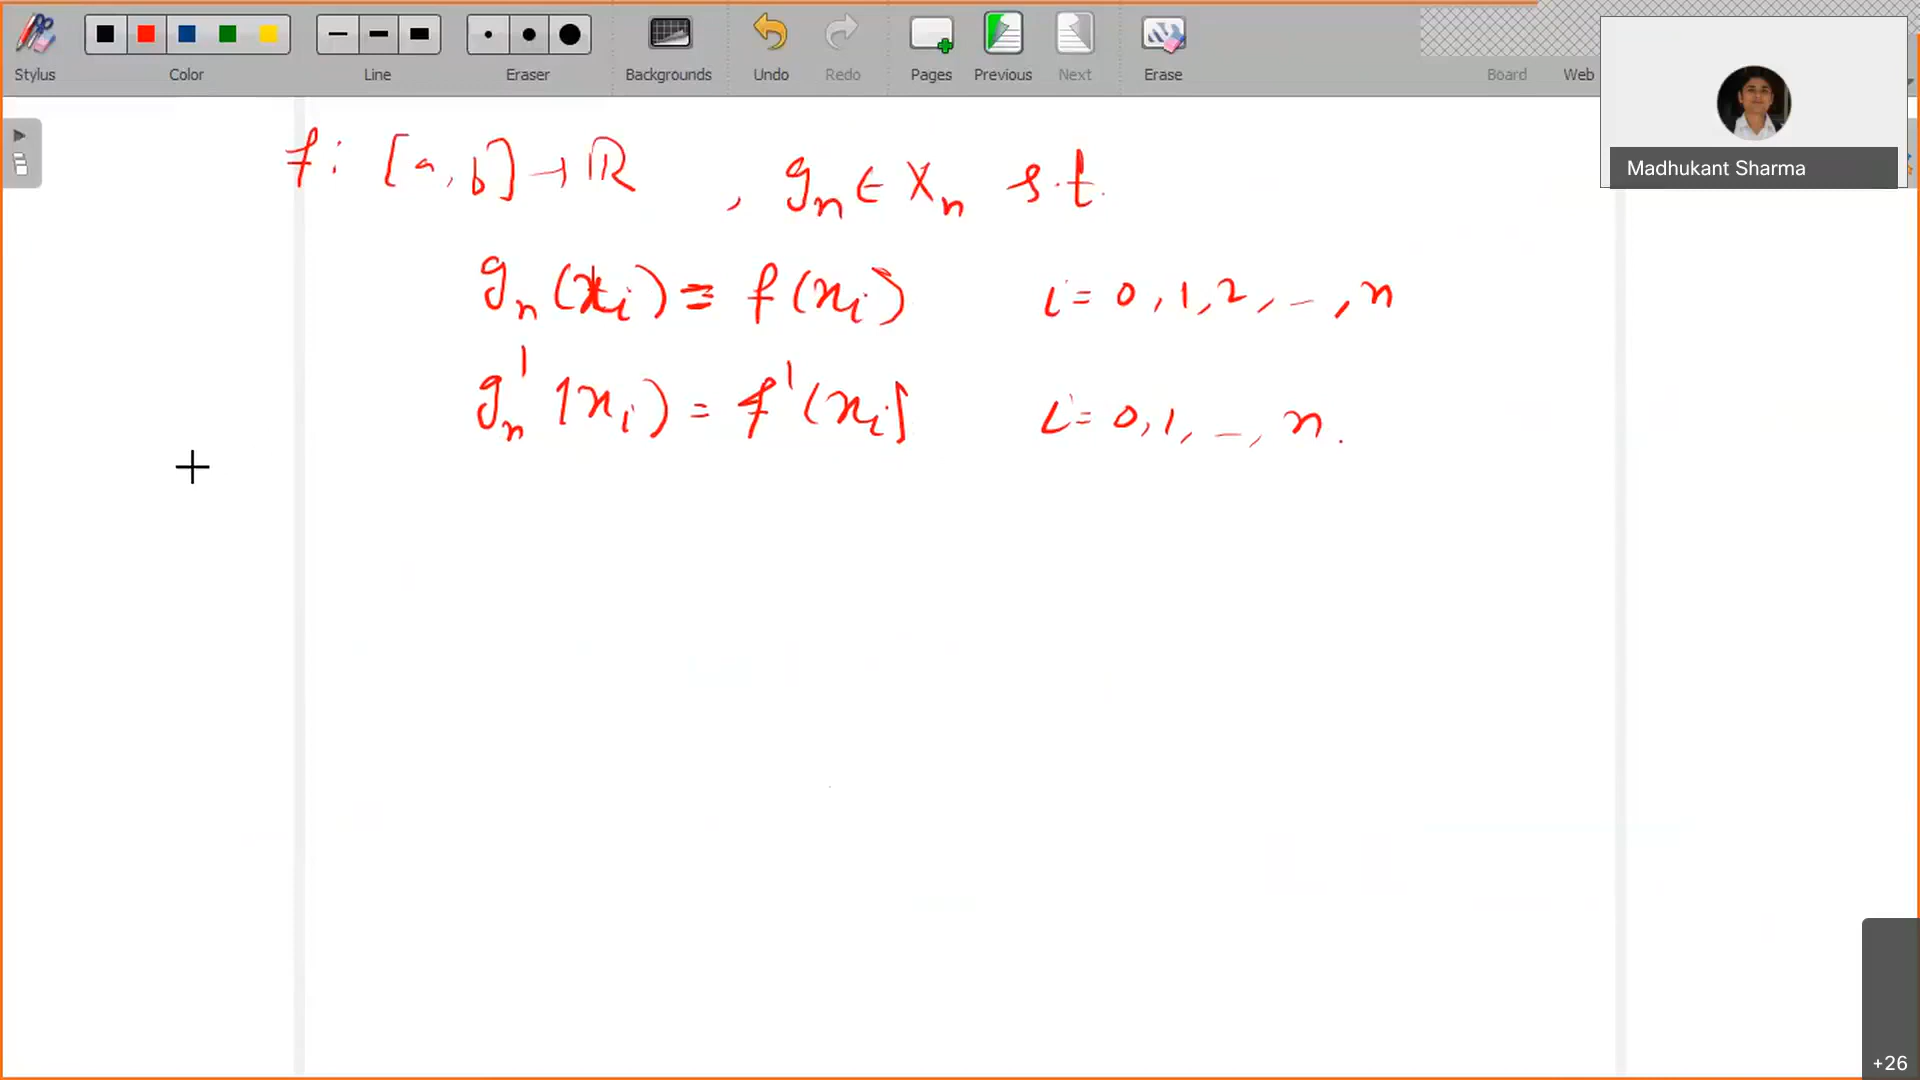 Stylus Color Line Eraser Backgrounds Undo Redo Pages Previous Next Erase Board Web
Madhukant Sharma
f: [a, b] → ℝ , gₙ ∈ Xₙ s.t.
gₙ(xᵢ) = f(xᵢ) i = 0, 1, 2, –, n
gₙ'(xᵢ) = f'(xᵢ] i = 0, 1, –, n.
+26